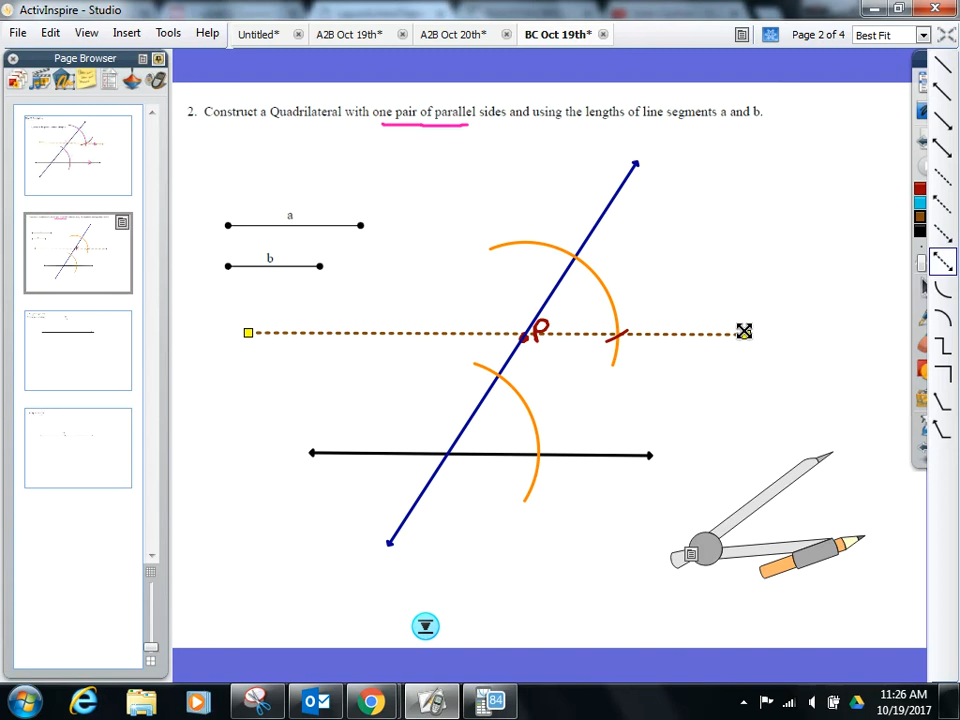 ActivInspire - Studio
File Edit View Insert Tools Help Untitled* A2B Oct 19th* A2B Oct 20th* BC Oct 19th* Page 2 of 4 Best Fit
Page Browser
2. Construct a Quadrilateral with one pair of parallel sides and using the lengths of line segments a and b.
a
b
P
84
11:26 AM
10/19/2017